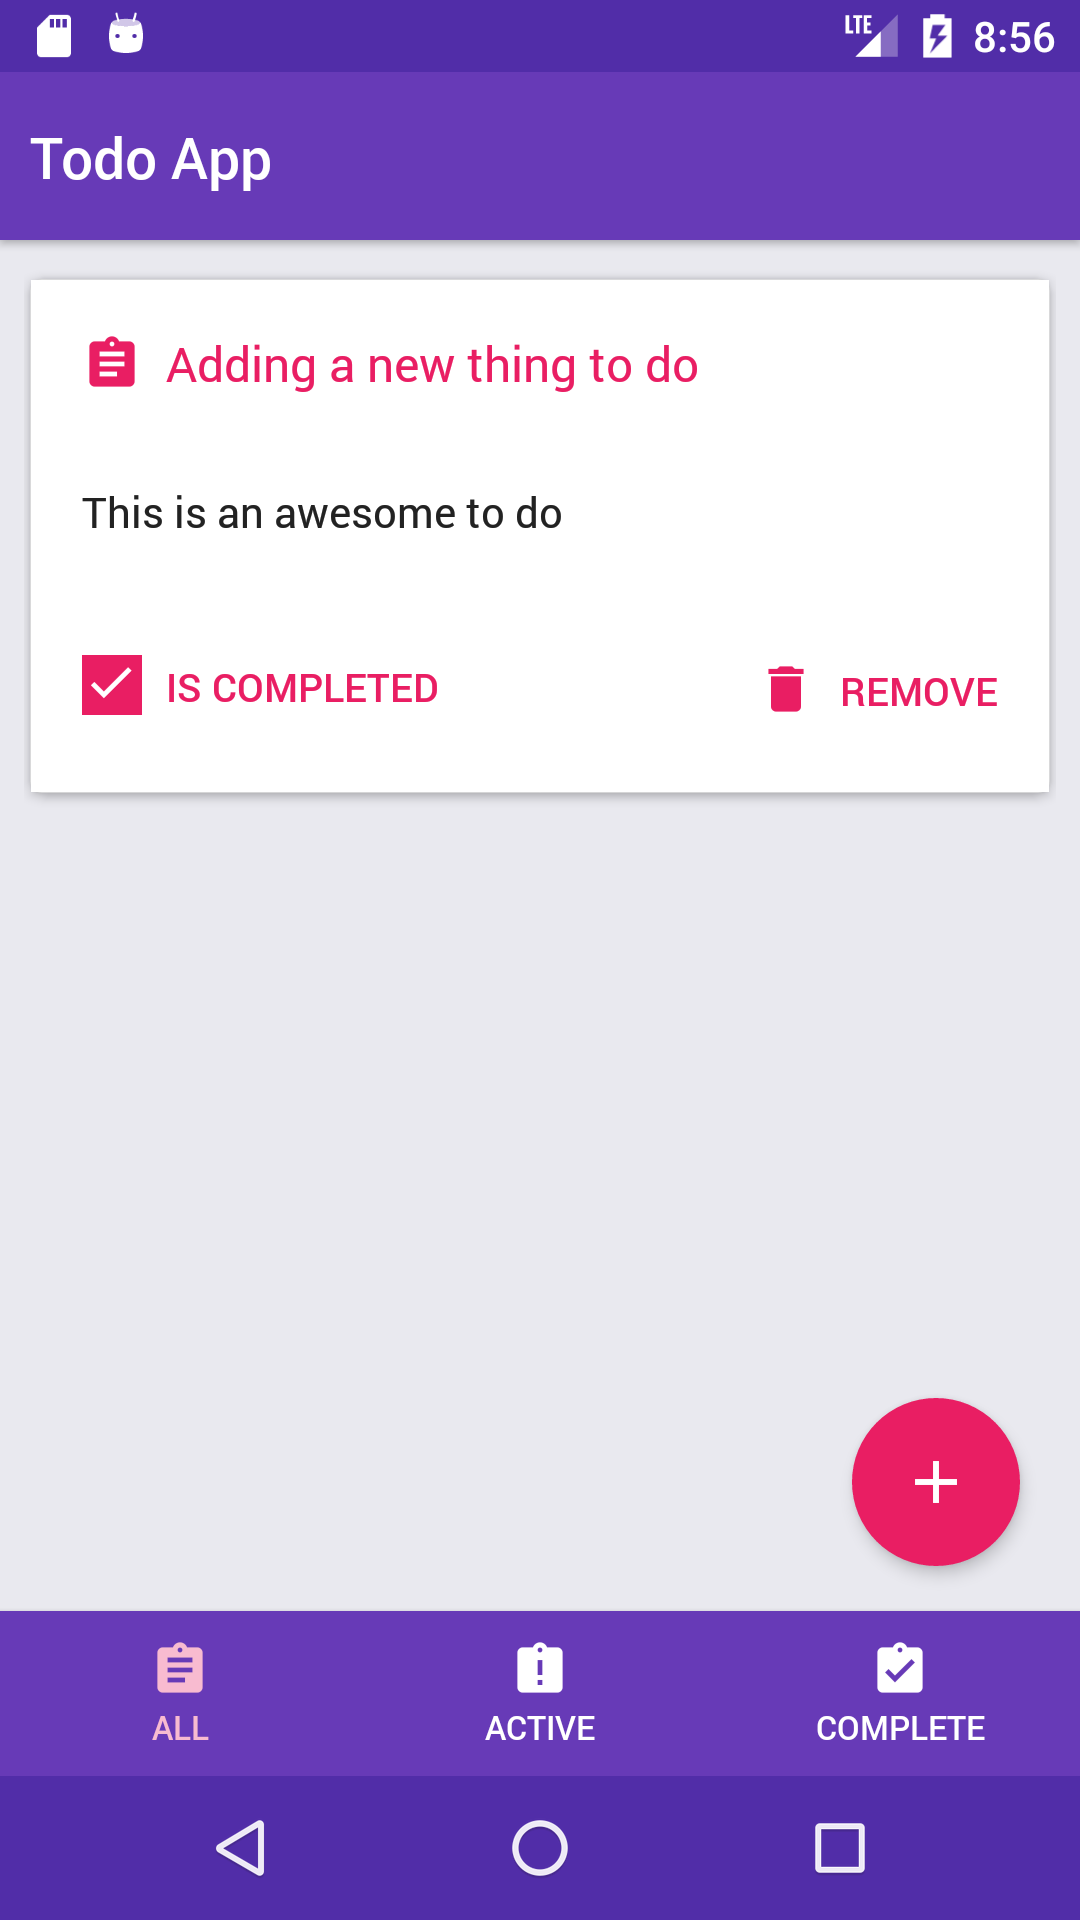 LTE 8:56
Todo App
Adding a new thing to do
This is an awesome to do
IS COMPLETED REMOVE
ALL ACTIVE COMPLETE